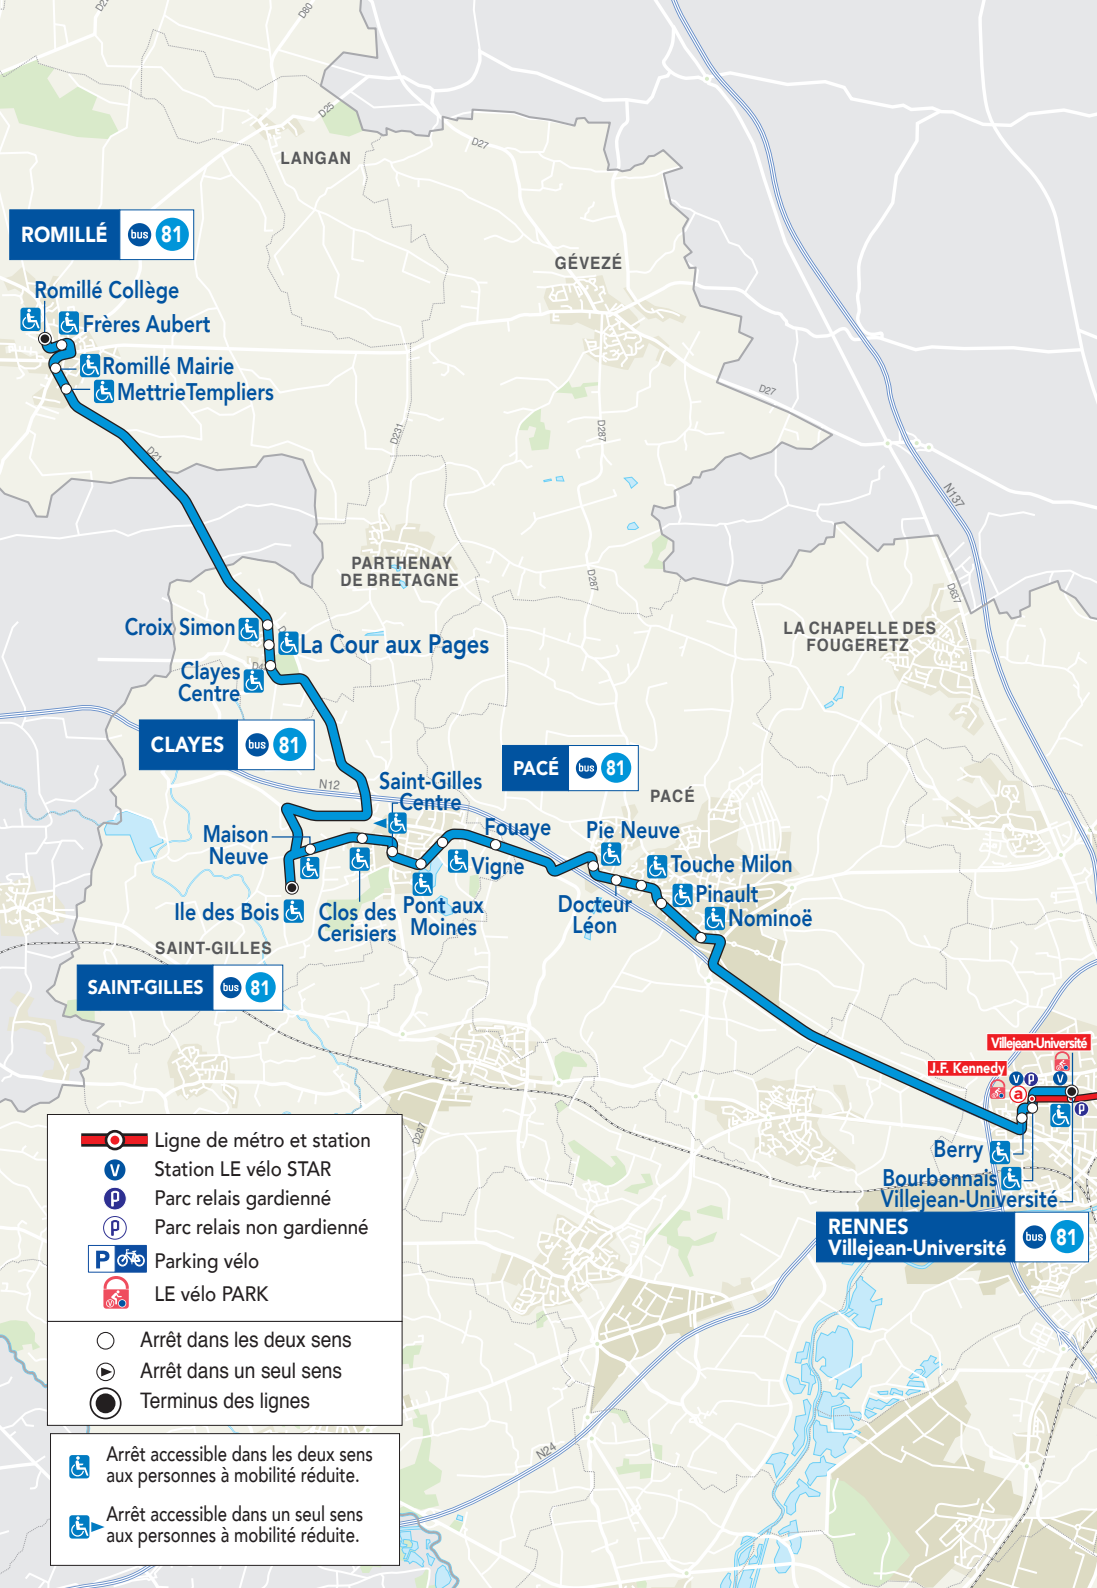 D80
D25
LANGAN
D27
ROMILLÉ bus 81
GÉVEZÉ
Romillé Collège
Frères Aubert
Romillé Mairie
MettrieTempliers
D27
D231
D287
D21
N137
PARTHENAY
DE BRETAGNE
D287
D637
Croix Simon
La Cour aux Pages
LA CHAPELLE DES
FOUGERETZ
Clayes
Centre
CLAYES bus 81
PACÉ bus 81
N12
Saint-Gilles
Centre
PACÉ
Maison
Neuve
Fouaye
Pie Neuve
Vigne
Touche Milon
Pinault
Ile des Bois
Clos des
Cerisiers
Pont aux
Moines
Docteur
Léon
Nominoë
SAINT-GILLES
SAINT-GILLES bus 81
Villejean-Université
J.F. Kennedy
V P V
a
P
D287
Berry
Bourbonnais
Villejean-Université
RENNES
Villejean-Université bus 81
Ligne de métro et station
V Station LE vélo STAR
P Parc relais gardienné
P Parc relais non gardienné
P Parking vélo
LE vélo PARK
Arrêt dans les deux sens
Arrêt dans un seul sens
Terminus des lignes
N24
Arrêt accessible dans les deux sens
aux personnes à mobilité réduite.
Arrêt accessible dans un seul sens
aux personnes à mobilité réduite.